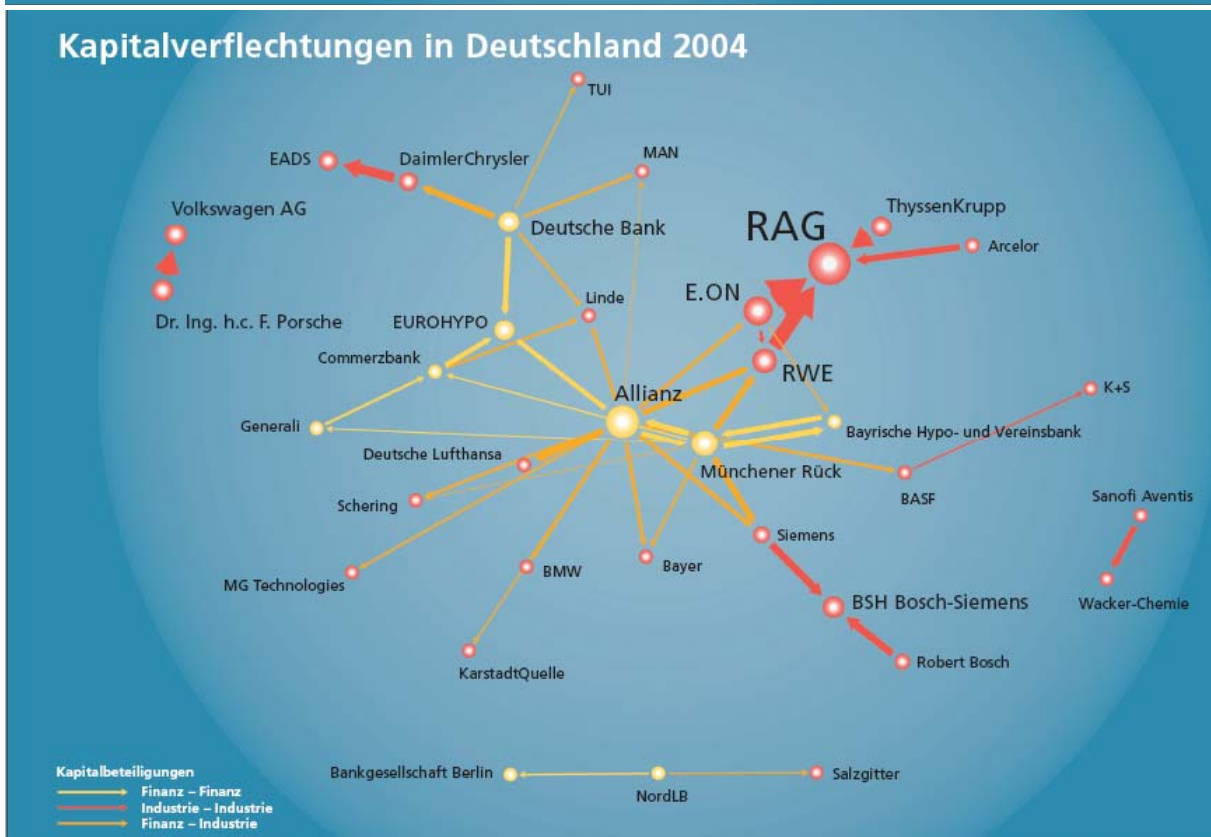 Kapitalverflechtungen in Deutschland 2004
TUI
MAN
EADS
DaimlerChrysler
Volkswagen AG
ThyssenKrupp
RAG
Deutsche Bank
Arcelor
E.ON
Linde
Dr. Ing. h.c. F. Porsche
EUROHYPO
Commerzbank
RWE
Allianz
K+S
Generali
Bayrische Hypo- und Vereinsbank
Deutsche Lufthansa
Münchener Rück
BASF
Sanofi Aventis
Schering
Siemens
MG Technologies
BMW
Bayer
BSH Bosch-Siemens
Wacker-Chemie
Robert Bosch
KarstadtQuelle
Bankgesellschaft Berlin
NordLB
Salzgitter
Kapitalbeteiligungen
Finanz – Finanz
Industrie – Industrie
Finanz – Industrie